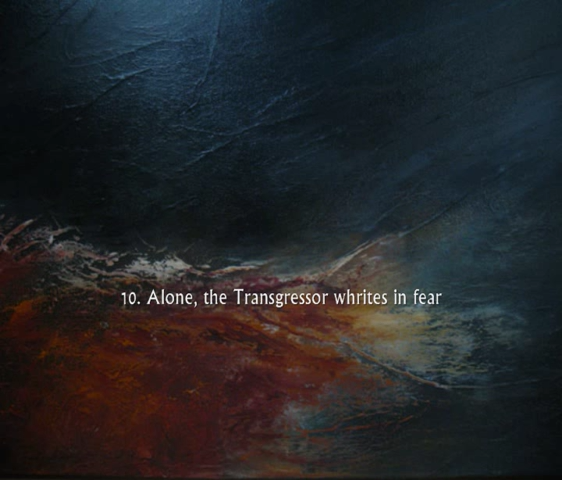 10. Alone, the Transgressor whrites in fear